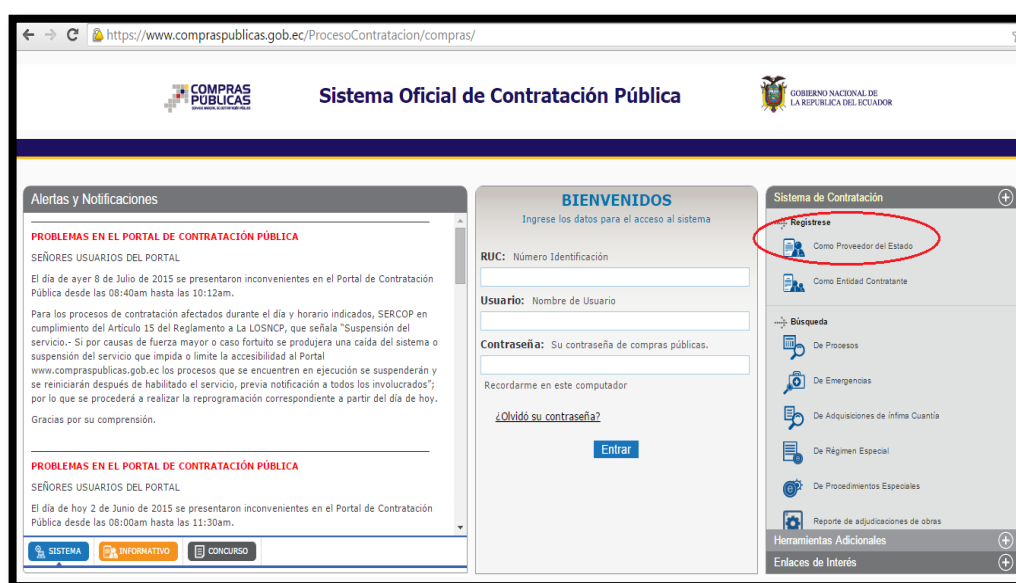 https://www.compraspublicas.gob.ec/ProcesoContratacion/compras/
COMPRAS
PÚBLICAS
Sistema Oficial de Contratación Pública
GOBIERNO NACIONAL DE
LA REPUBLICA DEL ECUADOR
Alertas y Notificaciones
PROBLEMAS EN EL PORTAL DE CONTRATACIÓN PÚBLICA
SEÑORES USUARIOS DEL PORTAL
El día de ayer 8 de Julio de 2015 se presentaron inconvenientes en el Portal de Contratación
Pública desde las 08:40am hasta las 10:12am.
Para los procesos de contratación afectados durante el día y horario indicados, SERCOP en
cumplimiento del Artículo 15 del Reglamento a La LOSNCP, que señala "Suspensión del
servicio.- Si por causas de fuerza mayor o caso fortuito se produjera una caída del sistema o
suspensión del servicio que impida o limite la accesibilidad al Portal
www.compraspublicas.gob.ec los procesos que se encuentren en ejecución se suspenderán y
se reiniciarán después de habilitado el servicio, previa notificación a todos los involucrados";
por lo que se procederá a realizar la reprogramación correspondiente a partir del día de hoy.
Gracias por su comprensión.
PROBLEMAS EN EL PORTAL DE CONTRATACIÓN PÚBLICA
SEÑORES USUARIOS DEL PORTAL
El día de hoy 2 de Junio de 2015 se presentaron inconvenientes en el Portal de Contratación
Pública desde las 08:00am hasta las 11:30am.
SISTEMA
INFORMATIVO
CONCURSO
BIENVENIDOS
Ingrese los datos para el acceso al sistema
RUC: Número Identificación
Usuario: Nombre de Usuario
Contraseña: Su contraseña de compras públicas.
Recordarme en este computador
¿Olvidó su contraseña?
Entrar
Sistema de Contratación
Registrese
Como Proveedor del Estado
Como Entidad Contratante
Búsqueda
De Procesos
De Emergencias
De Adquisiciones de ínfima Cuantía
De Régimen Especial
De Procedimientos Especiales
Reporte de adjudicaciones de obras
Herramientas Adicionales
Enlaces de Interés